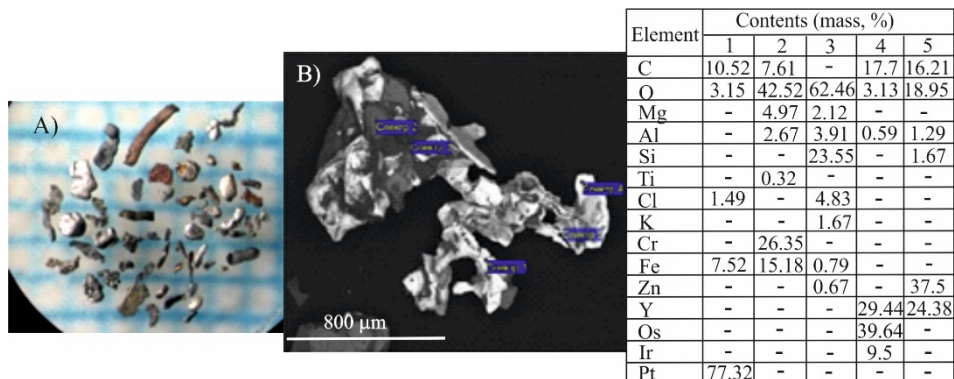 A)
B)
Спектр 2
800 μm
Element Contents (mass, %)
1 2 3 4 5
C 10.52 7.61 - 17.7 16.21
O 3.15 42.52 62.46 3.13 18.95
Mg - 4.97 2.12 - -
Al - 2.67 3.91 0.59 1.29
Si - - 23.55 - 1.67
Ti - 0.32 - - -
Cl 1.49 - 4.83 - -
K - - 1.67 - -
Cr - 26.35 - - -
Fe 7.52 15.18 0.79 - -
Zn - - 0.67 - 37.5
Y - - - 29.44 24.38
Os - - - 39.64 -
Ir - - - 9.5 -
Pt 77.32 - - - -